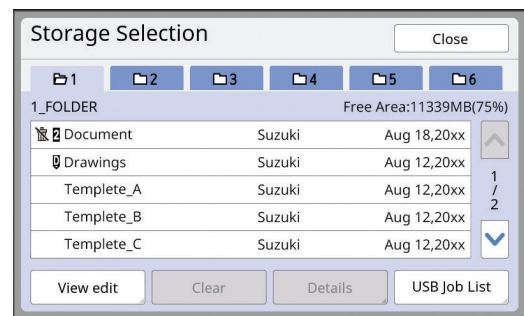 Storage Selection Close
1 2 3 4 5 6
1_FOLDER Free Area:11339MB(75%)
2 Document Suzuki Aug 18,20xx
Drawings Suzuki Aug 12,20xx
Templete_A Suzuki Aug 12,20xx
Templete_B Suzuki Aug 12,20xx
Templete_C Suzuki Aug 12,20xx
1
/
2
View edit Clear Details USB Job List